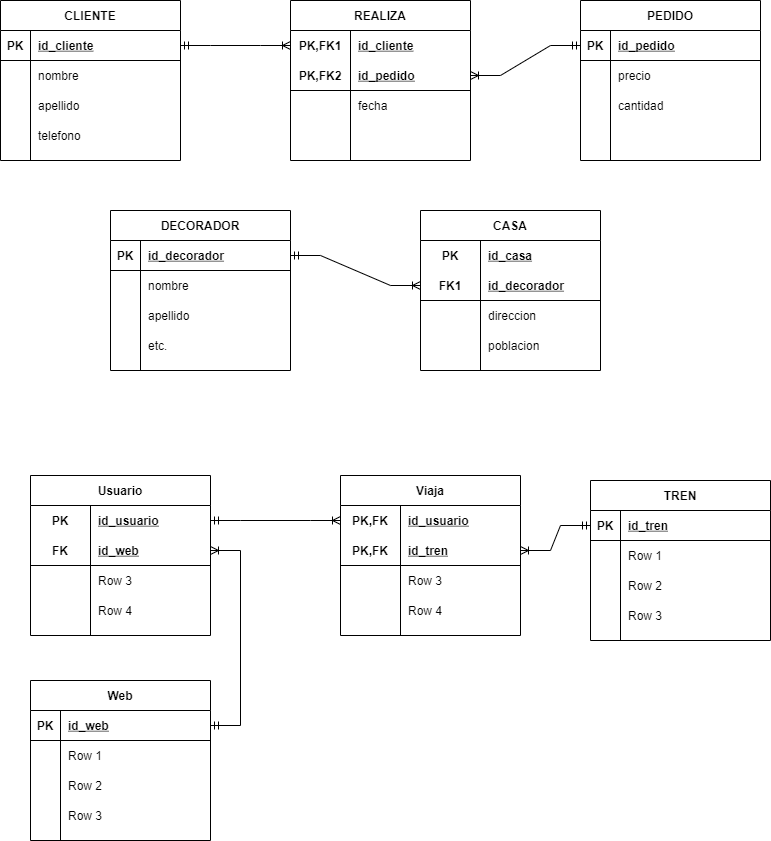 CLIENTE
PK id_cliente
nombre
apellido
telefono
REALIZA
PK,FK1 id_cliente
PK,FK2 id_pedido
fecha
PEDIDO
PK id_pedido
precio
cantidad
DECORADOR
PK id_decorador
nombre
apellido
etc.
CASA
PK id_casa
FK1 id_decorador
direccion
poblacion
Usuario
PK id_usuario
FK id_web
Row 3
Row 4
Viaja
PK,FK id_usuario
PK,FK id_tren
Row 3
Row 4
TREN
PK id_tren
Row 1
Row 2
Row 3
Web
PK id_web
Row 1
Row 2
Row 3